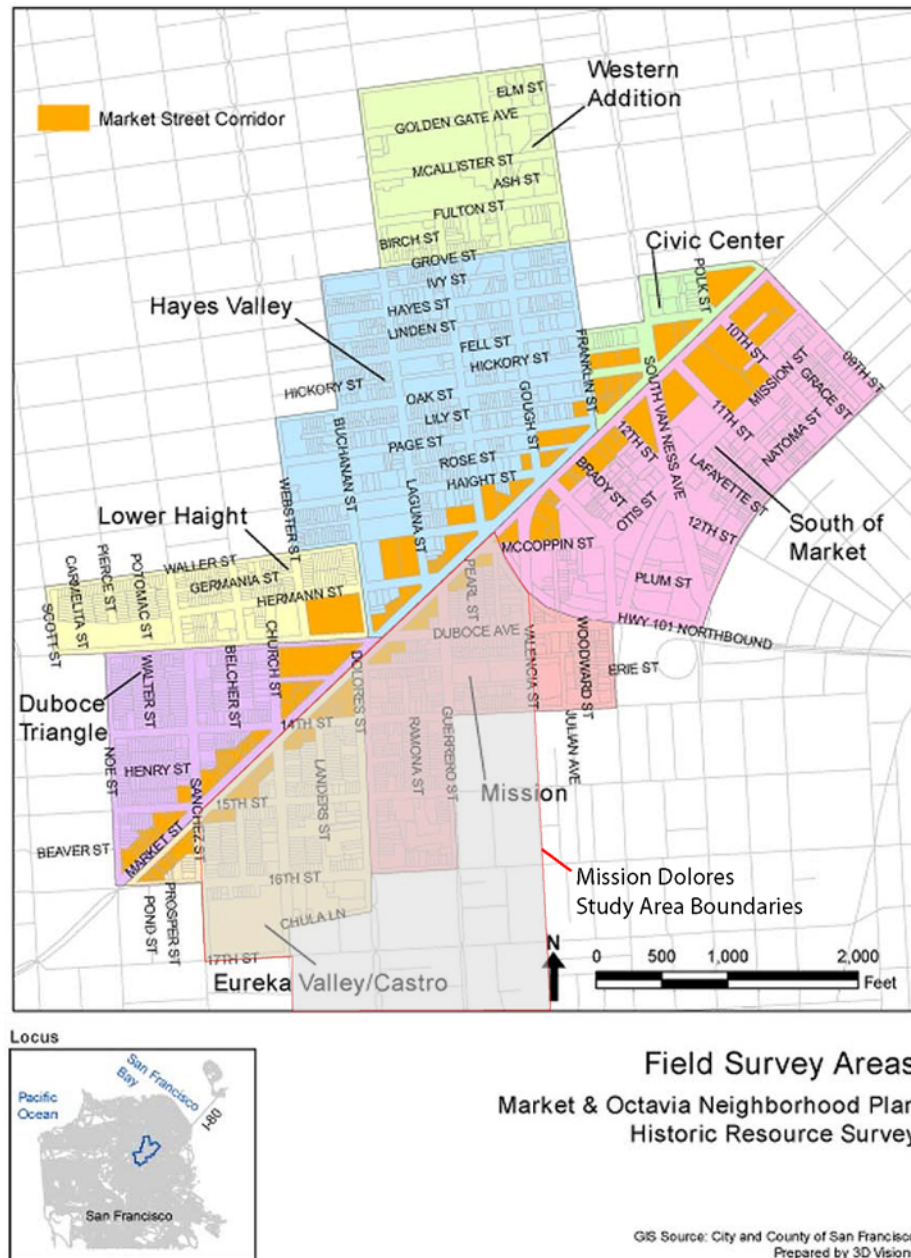 Market Street Corridor
Western
Addition
ELM ST
GOLDEN GATE AVE
MCALLISTER ST
ASH ST
FULTON ST
BIRCH ST
GROVE ST
Civic Center
POLK ST
IVY ST
Hayes Valley
HAYES ST
LINDEN ST
FELL ST
HICKORY ST
HICKORY ST
FRANKLIN ST
SOUTH VAN NESS AVE
10TH ST
MISSION ST
GRACE ST
09TH ST
OAK ST
LILY ST
GOUGH ST
11TH ST
NATOMA ST
BUCHANAN ST
PAGE ST
ROSE ST
HAIGHT ST
12TH ST
BRADY ST
LAFAYETTE ST
OTIS ST
12TH ST
WEBSTER ST
LAGUNA ST
Lower Haight
South of
Market
MCCOPPIN ST
PLUM ST
PIERCE ST
POTOMAC ST
WALLER ST
CARMELITA ST
GERMANIA ST
HERMANN ST
SCOTT ST
PEARL ST
DUBOCE AVE
HWY 101 NORTHBOUND
CHURCH ST
VALENCIA ST
WOODWARD ST
ERIE ST
WALTER ST
BELCHER ST
DOLORES ST
Duboce
Triangle
14TH ST
RAMONA ST
GUERRERO ST
JULIAN AVE
NOE ST
HENRY ST
SANCHEZ ST
LANDERS ST
Mission
15TH ST
BEAVER ST
MARKET ST
16TH ST
Mission Dolores
Study Area Boundaries
POND ST
PROSPER ST
CHULA LN
17TH ST
Eureka Valley/Castro
N
0 500 1,000 2,000
Feet
Locus
Pacific
Ocean
San Francisco
Bay
I-80
San Francisco
Field Survey Areas
Market & Octavia Neighborhood Plan
Historic Resource Survey
GIS Source: City and County of San Francisco
Prepared by 3D Vision